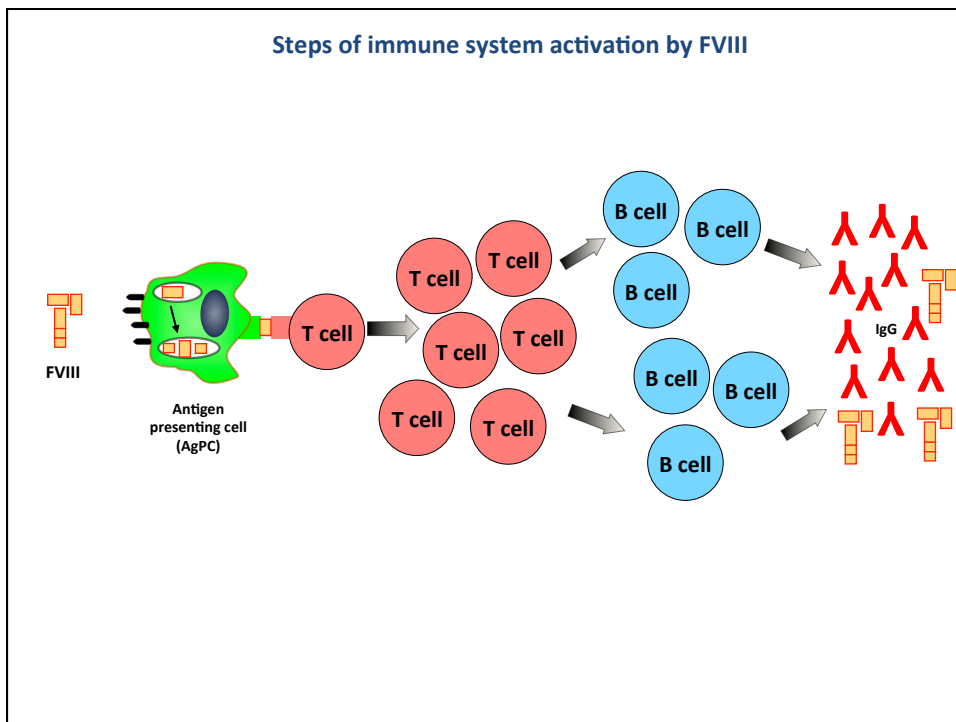 Steps of immune system activation by FVIII
FVIII
Antigen
presenting cell
(AgPC)
T cell
T cell
T cell
T cell
T cell
T cell
T cell
B cell
B cell
B cell
B cell
B cell
B cell
IgG